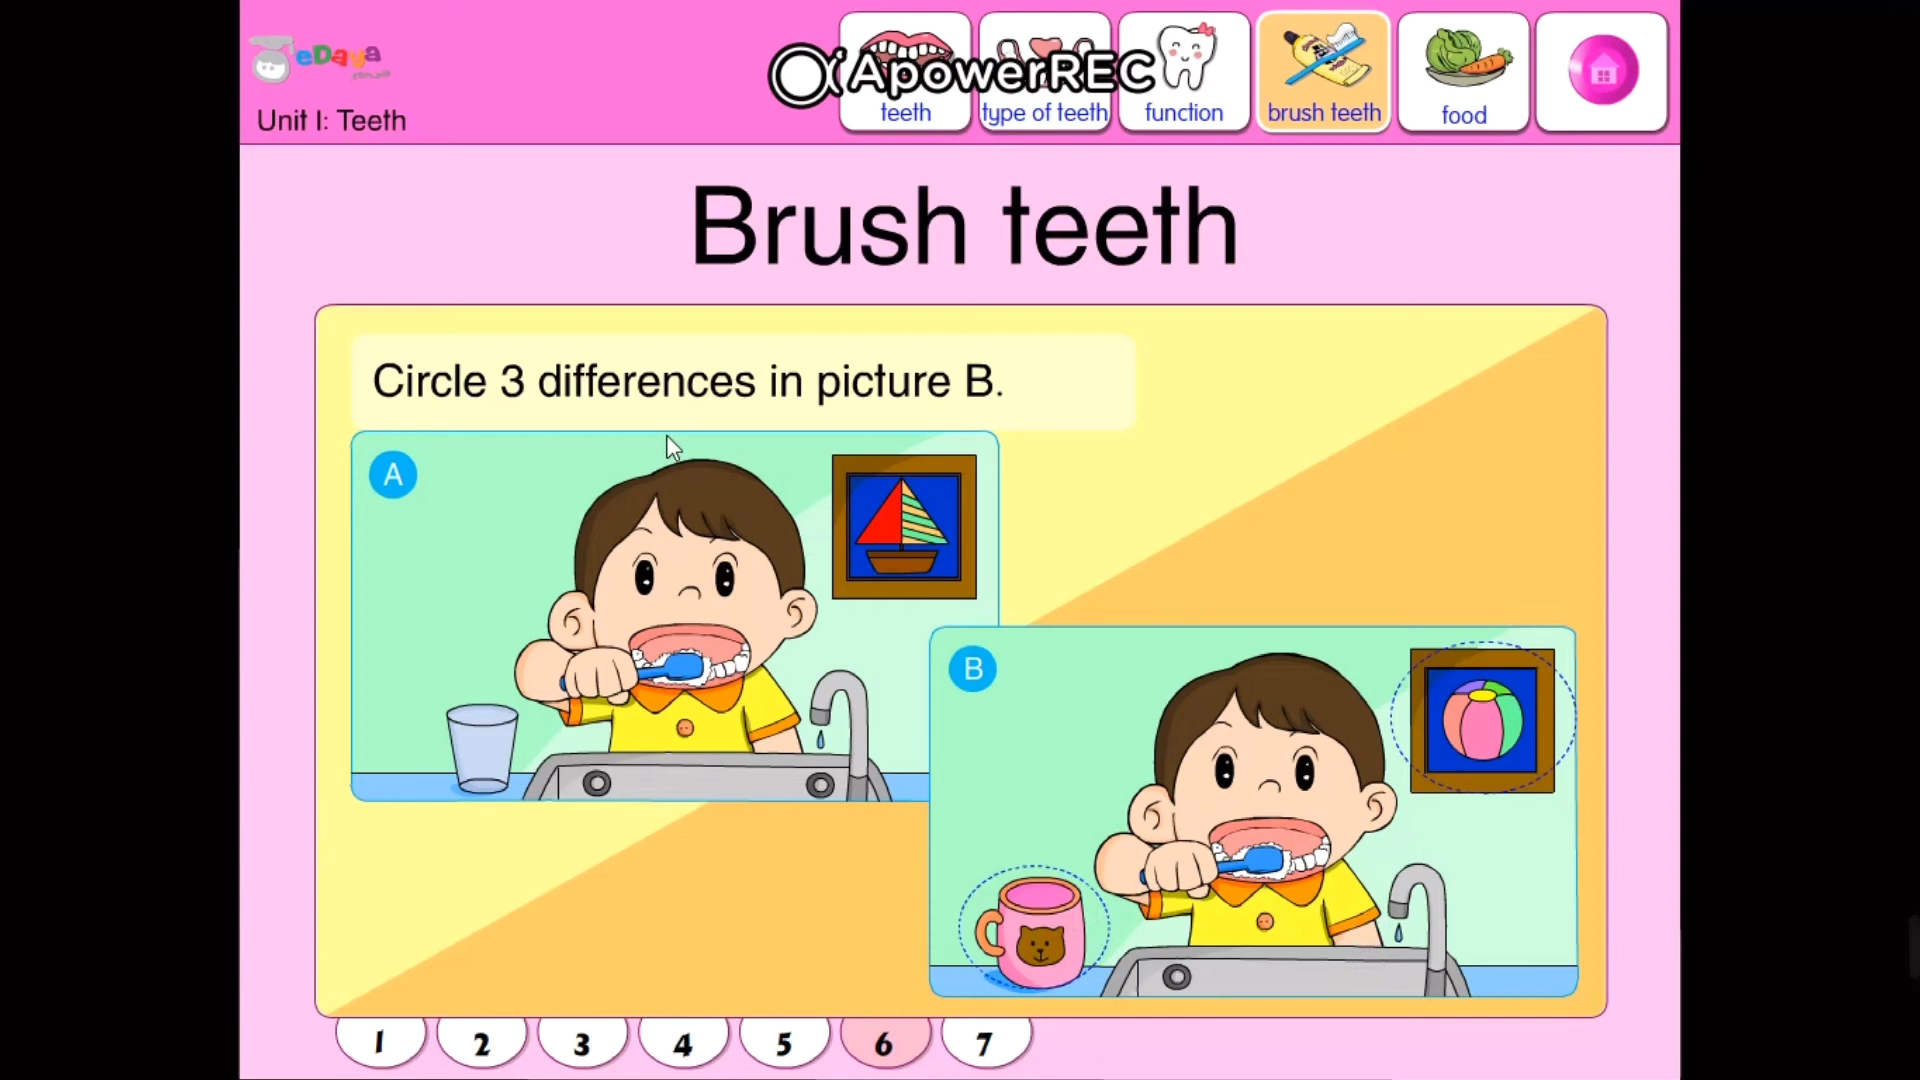 eDaya
ApowerREC
Unit 1: Teeth
teeth
type of teeth
function
brush teeth
food
Brush teeth
Circle 3 differences in picture B.
A
B
1 2 3 4 5 6 7